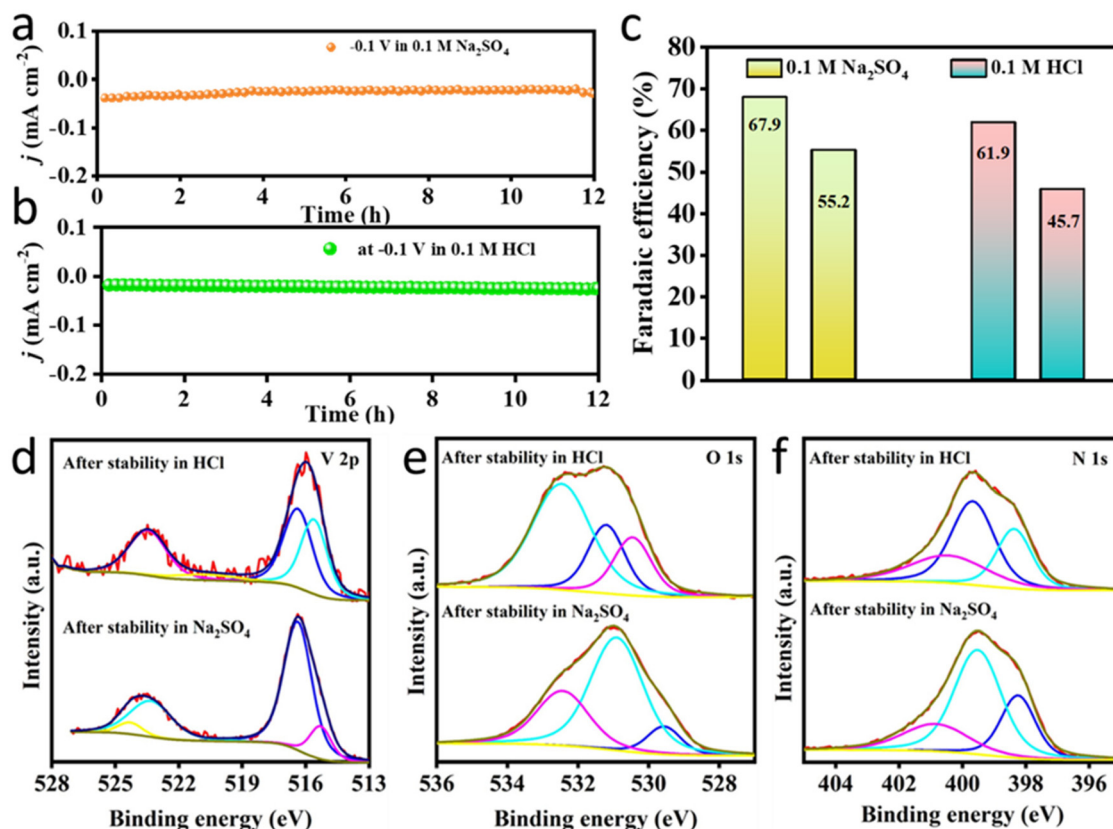 a
0.1
0.0
-0.1
-0.2
j (mA cm⁻²)
-0.1 V in 0.1 M Na₂SO₄
0 2 4 6 8 10 12
Time (h)
b
0.1
0.0
-0.1
-0.2
j (mA cm⁻²)
at -0.1 V in 0.1 M HCl
0 2 4 6 8 10 12
Time (h)
c
80
70
60
50
40
30
20
10
0
Faradaic efficiency (%)
0.1 M Na₂SO₄ 0.1 M HCl
67.9
55.2
61.9
45.7
d
After stability in HCl
V 2p
After stability in Na₂SO₄
Intensity (a.u.)
528 525 522 519 516 513
Binding energy (eV)
e
After stability in HCl
O 1s
After stability in Na₂SO₄
Intensity (a.u.)
536 534 532 530 528
Binding energy (eV)
f
After stability in HCl
N 1s
After stability in Na₂SO₄
Intensity (a.u.)
404 402 400 398 396
Binding energy (eV)